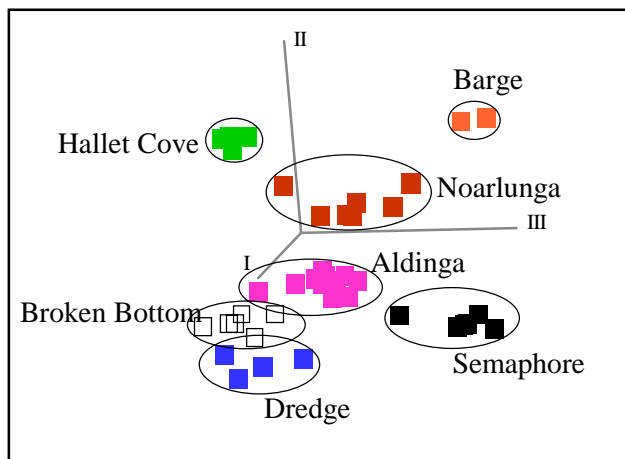 II
Barge
Hallet Cove
Noarlunga
III
I
Aldinga
Broken Bottom
Semaphore
Dredge